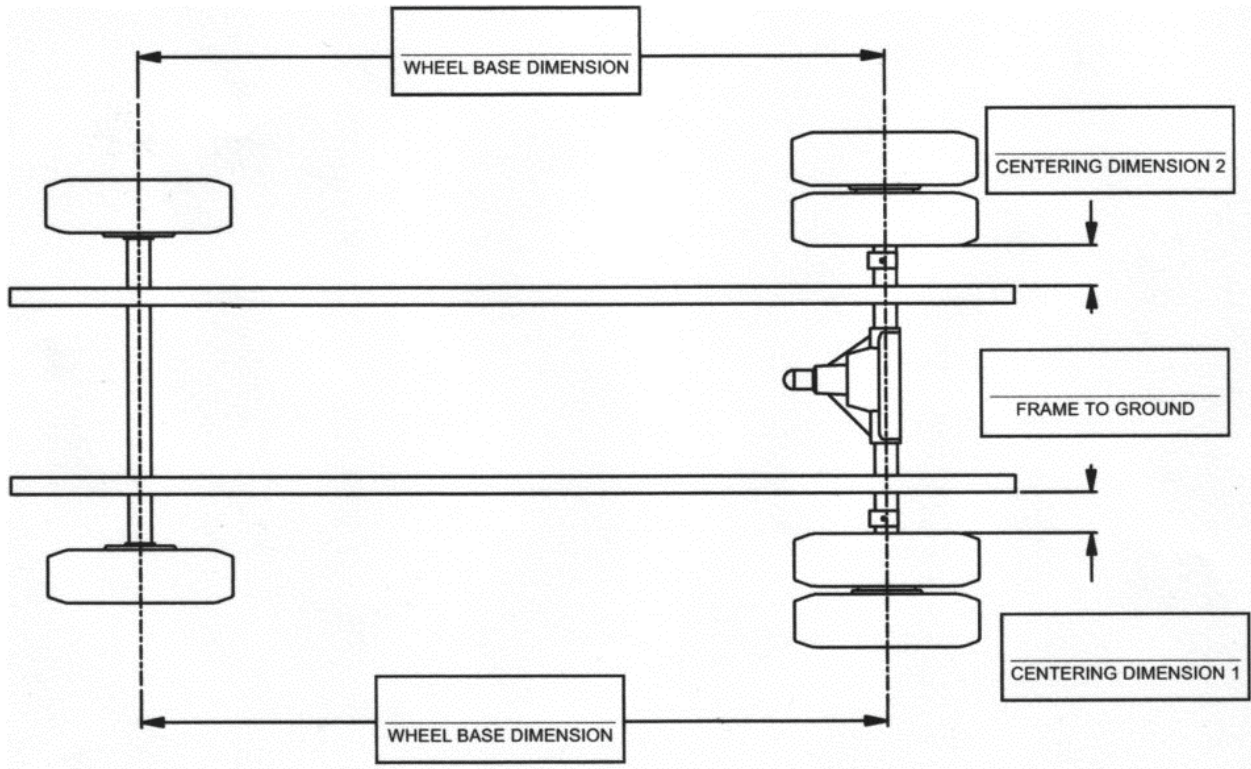 WHEEL BASE DIMENSION
CENTERING DIMENSION 2
FRAME TO GROUND
CENTERING DIMENSION 1
WHEEL BASE DIMENSION